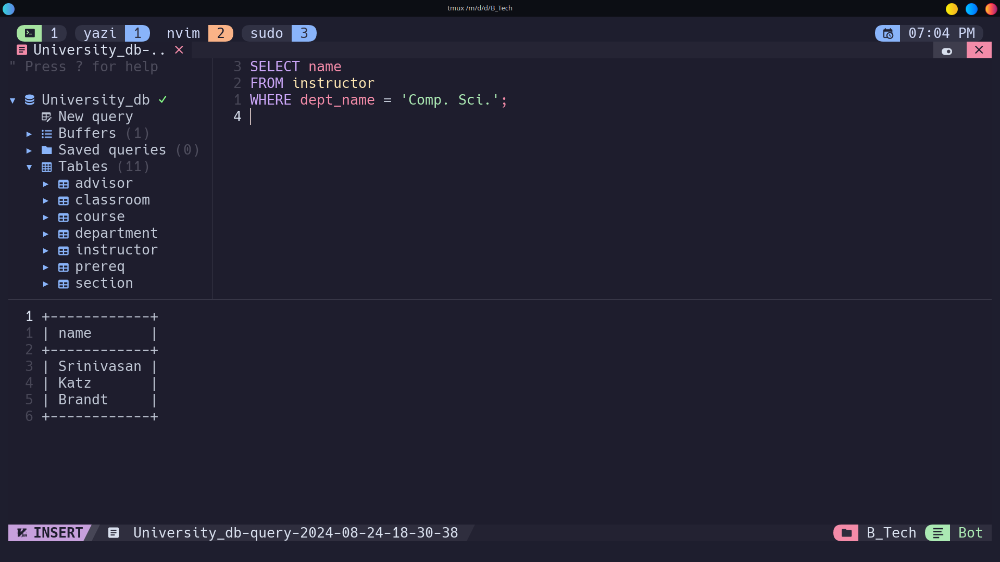 tmux /m/d/d/B_Tech
1 yazi 1 nvim 2 sudo 3 07:04 PM
University_db-..
" Press ? for help
University_db
New query
Buffers (1)
Saved queries (0)
Tables (11)
advisor
classroom
course
department
instructor
prereq
section
3 SELECT name
2 FROM instructor
1 WHERE dept_name = 'Comp. Sci.';
4
1 +------------+
1 | name       |
2 +------------+
3 | Srinivasan |
4 | Katz       |
5 | Brandt     |
6 +------------+
INSERT University_db-query-2024-08-24-18-30-38 B_Tech Bot